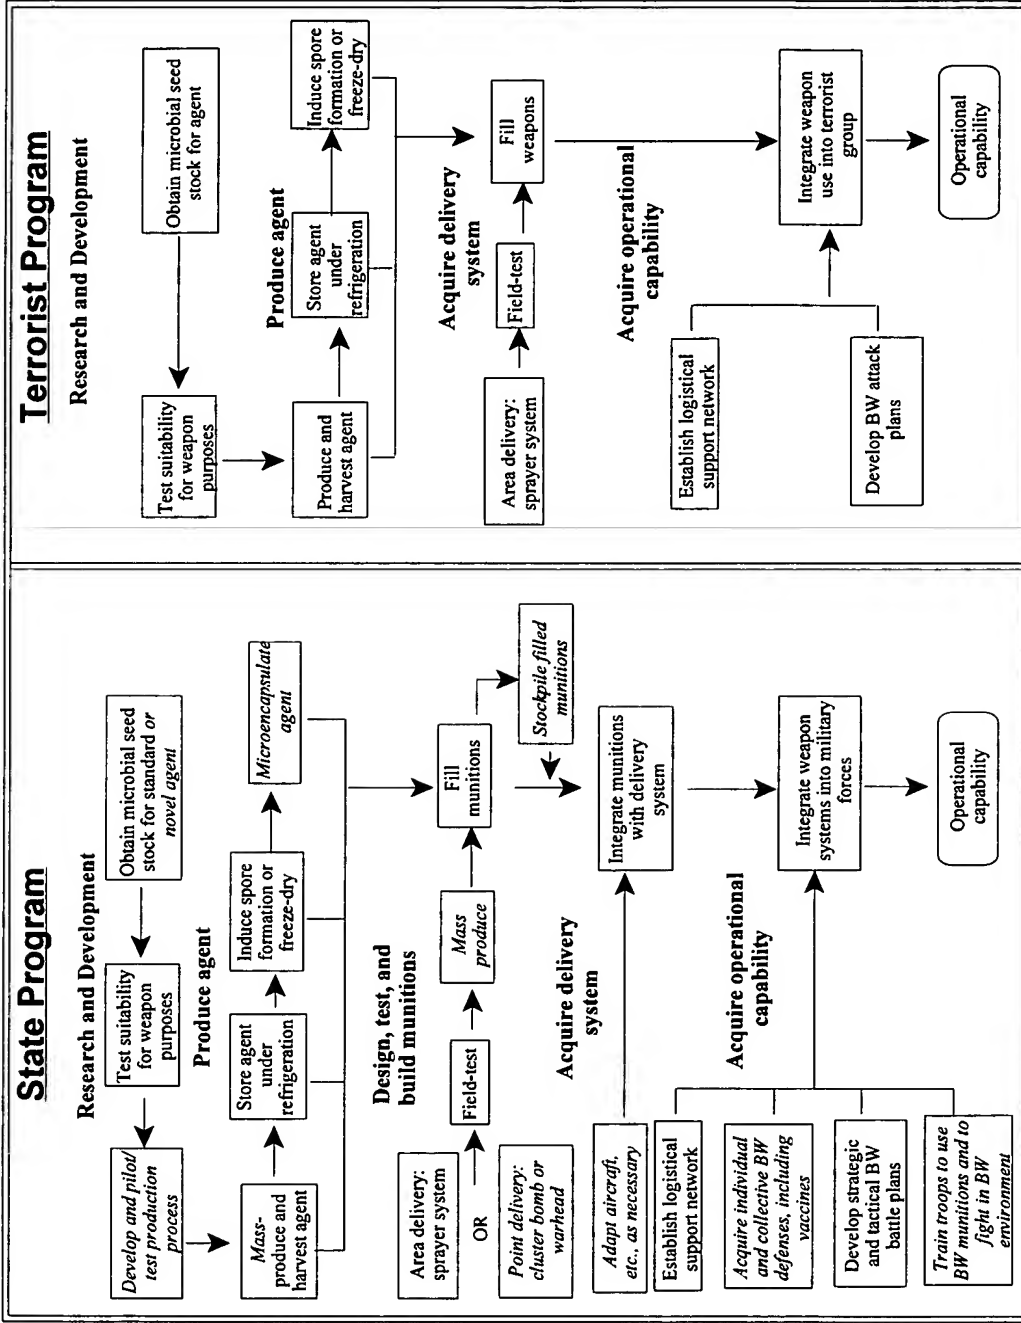 State Program
Research and Development
Obtain microbial seed
stock for standard or
novel agent
Test suitability
for weapon
purposes
Develop and pilot/
test production
process
Produce agent
Mass-
produce and
harvest agent
Store agent
under
refrigeration
Induce spore
formation or
freeze-dry
Microencapsulate
agent
Design, test, and
build munitions
Area delivery:
sprayer system
OR
Point delivery:
cluster bomb or
warhead
Field-test
Mass
produce
Fill
munitions
Stockpile filled
munitions
Acquire delivery
system
Adapt aircraft,
etc., as necessary
Integrate munitions
with delivery
system
Acquire operational
capability
Establish logistical
support network
Acquire individual
and collective BW
defenses, including
vaccines
Develop strategic
and tactical BW
battle plans
Train troops to use
BW munitions and to
fight in BW
environment
Integrate weapon
systems into military
forces
Operational
capability
Terrorist Program
Research and Development
Obtain microbial seed
stock for agent
Test suitability
for weapon
purposes
Produce agent
Produce and
harvest agent
Store agent
under
refrigeration
Induce spore
formation or
freeze-dry
Acquire delivery
system
Area delivery:
sprayer system
Field-test
Fill
weapons
Acquire operational
capability
Establish logistical
support network
Develop BW attack
plans
Integrate weapon
use into terrorist
group
Operational
capability